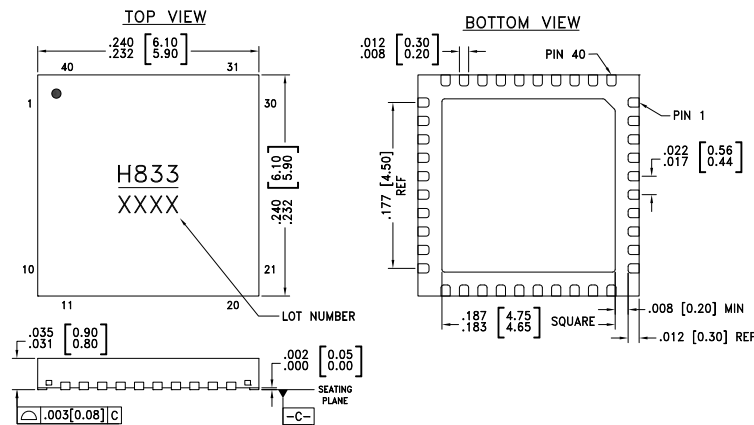 TOP VIEW
.240 [6.10]
.232 [5.90]
40 31
1 30
H833
XXXX
10 21
11 20
.240 [6.10]
.232 [5.90]
LOT NUMBER
.035 [0.90]
.031 [0.80]
.002 [0.05]
.000 [0.00]
SEATING
PLANE
.003[0.08] C
-C-
BOTTOM VIEW
.012 [0.30]
.008 [0.20]
PIN 40
PIN 1
.022 [0.56]
.017 [0.44]
.177 [4.50]
REF
.187 [4.75]
.183 [4.65]
SQUARE
.008 [0.20] MIN
.012 [0.30] REF